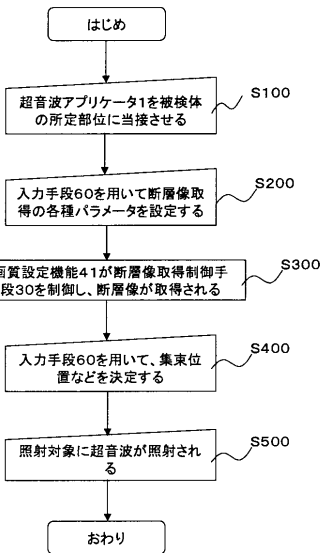 はじめ
超音波アプリケータ1を被検体
の所定部位に当接させる
S100
入力手段60を用いて断層像取
得の各種パラメータを設定する
S200
画質設定機能41が断層像取得制御手
段30を制御し、断層像が取得される
S300
入力手段60を用いて、集束位
置などを決定する
S400
照射対象に超音波が照射され
る
S500
おわり